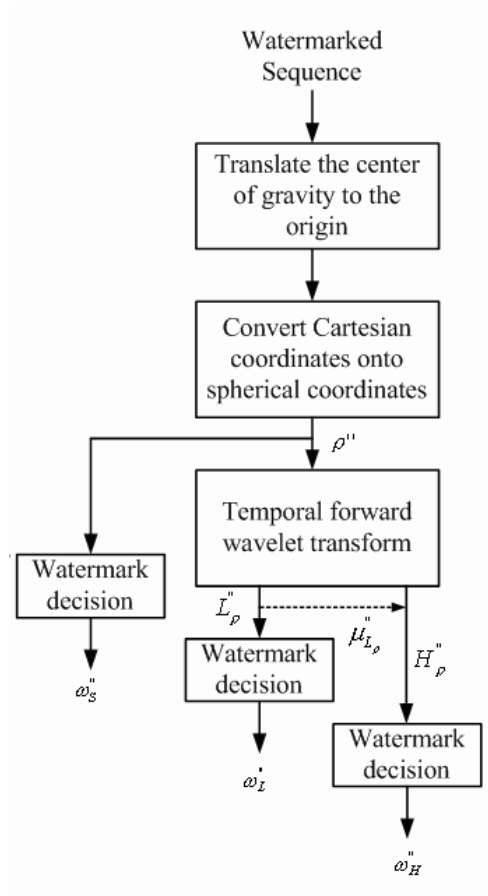 Watermarked
Sequence
Translate the center
of gravity to the
origin
Convert Cartesian
coordinates onto
spherical coordinates
ρ''
Temporal forward
wavelet transform
Watermark
decision
L''ρ
μ''Lρ
H''ρ
Watermark
decision
ω''S
Watermark
decision
ω''L
ω''H